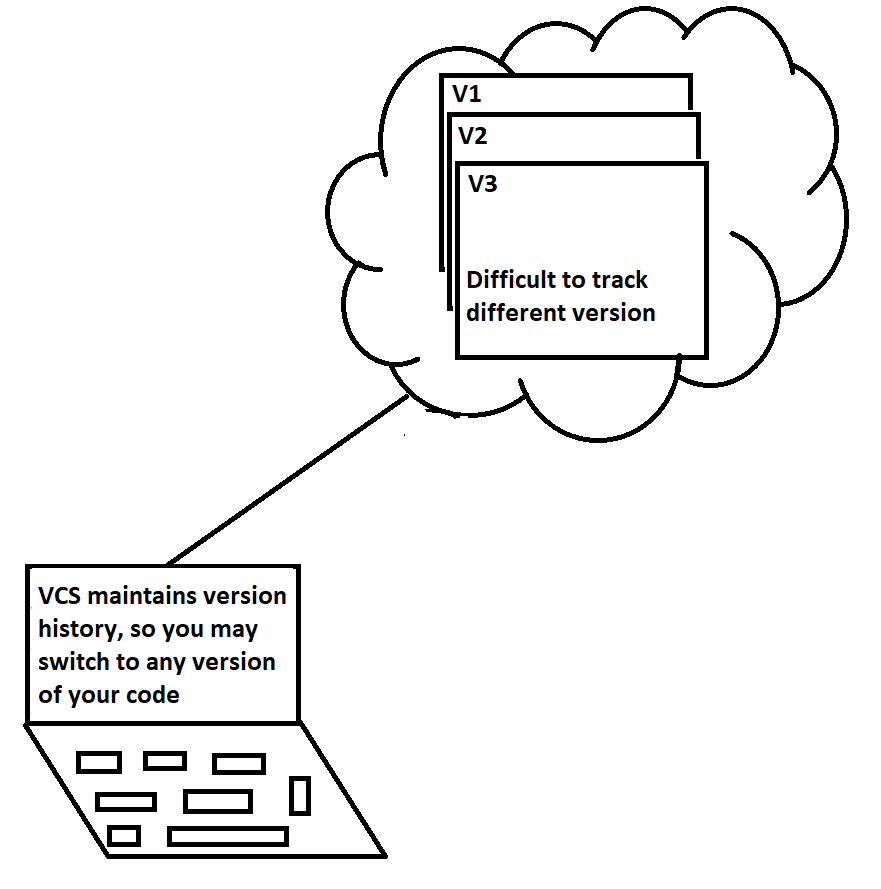 V1
V2
V3
Difficult to track
different version
VCS maintains version
history, so you may
switch to any version
of your code